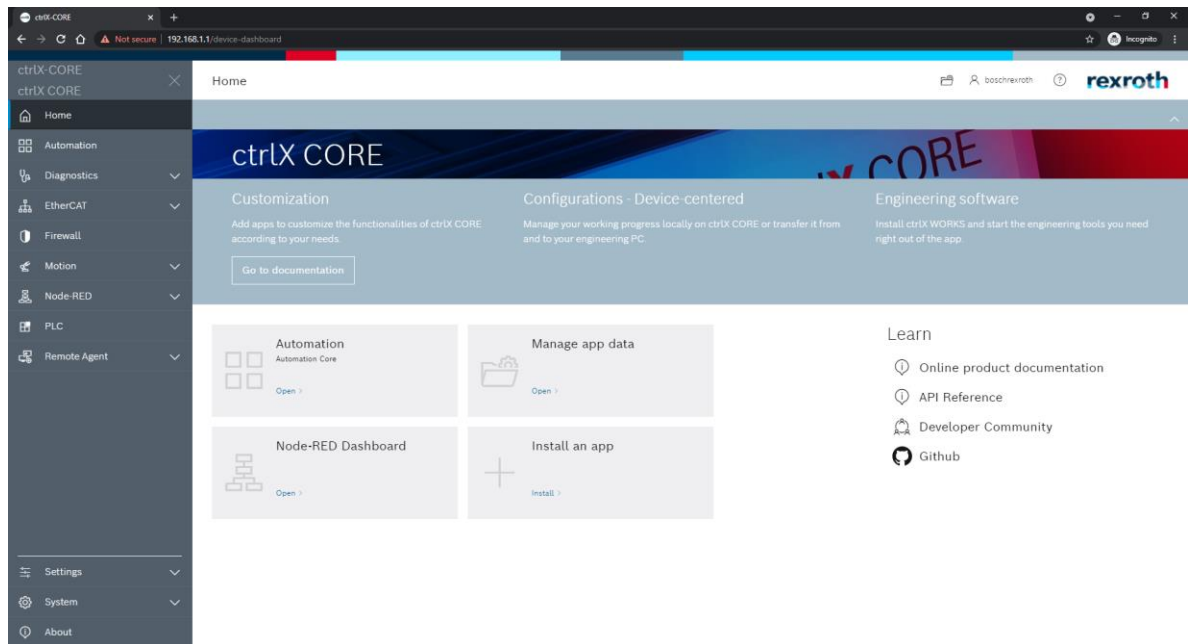 ctrlX-CORE
Not secure 192.168.1.1/device-dashboard
Incognito
ctrlX-CORE
ctrlX CORE
Home
Automation
Diagnostics
EtherCAT
Firewall
Motion
Node-RED
PLC
Remote Agent
Settings
System
About
Home
boschrexroth
rexroth
ctrlX CORE
CORE
Customization
Add apps to customize the functionalities of ctrlX CORE
according to your needs.
Go to documentation
Configurations - Device-centered
Manage your working progress locally on ctrlX CORE or transfer it from
and to your engineering PC.
Engineering software
Install ctrlX WORKS and start the engineering tools you need
right out of the app.
Automation
Automation Core
Open >
Manage app data
Open >
Node-RED Dashboard
Open >
Install an app
Install >
Learn
Online product documentation
API Reference
Developer Community
Github